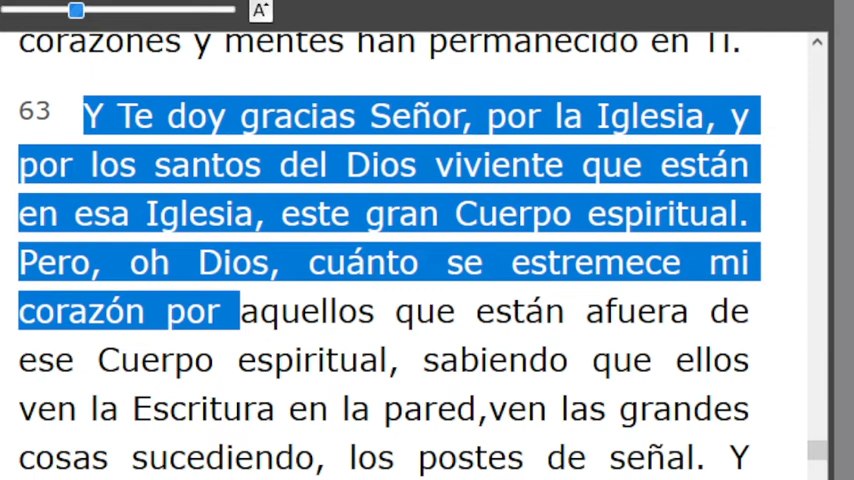 A
corazones y mentes han permanecido en Ti.
63 Y Te doy gracias Señor, por la Iglesia, y
por los santos del Dios viviente que están
en esa Iglesia, este gran Cuerpo espiritual.
Pero, oh Dios, cuánto se estremece mi
corazón por aquellos que están afuera de
ese Cuerpo espiritual, sabiendo que ellos
ven la Escritura en la pared,ven las grandes
cosas sucediendo, los postes de señal. Y